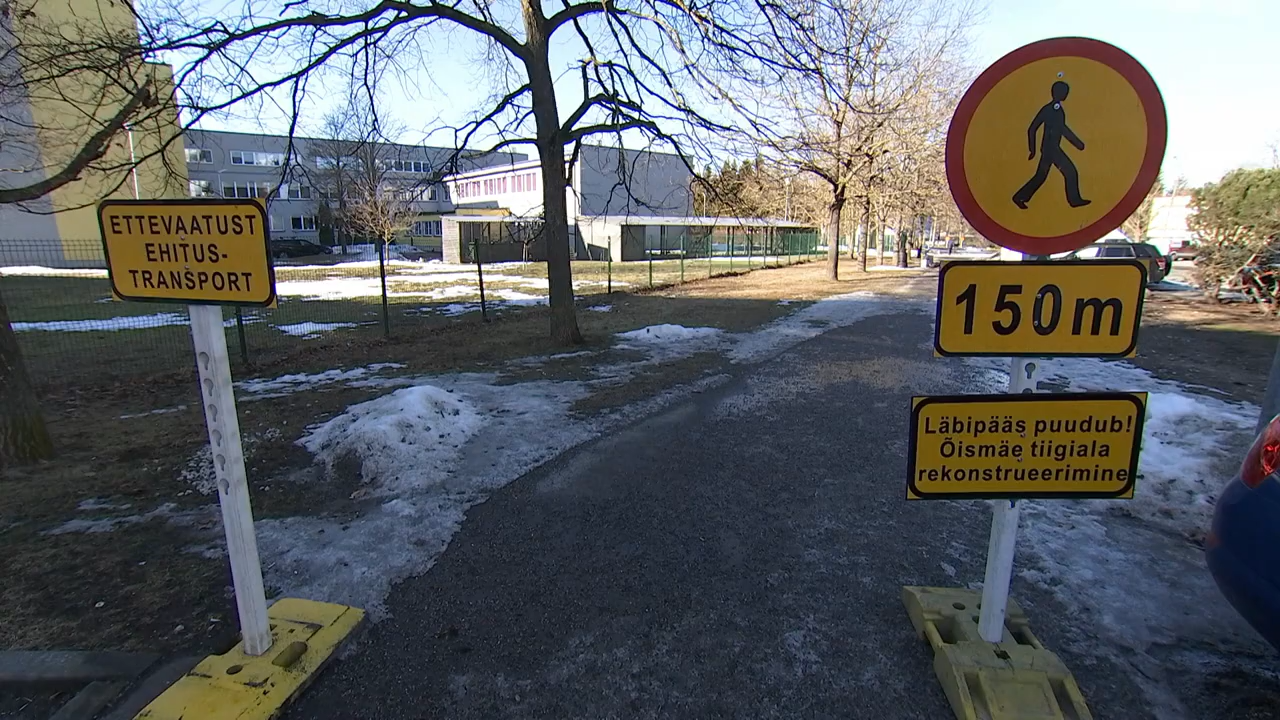 ETTEVAATUST
EHITUS-
TRANSPORT
150m
Läbipääs puudub!
Õismäe tiigiala
rekonstrueerimine